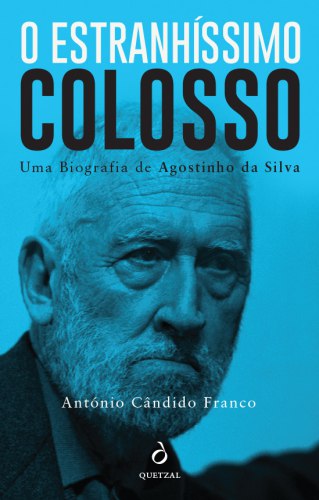 O ESTRANHÍSSIMO
COLOSSO
Uma Biografia de Agostinho da Silva
António Cândido Franco
QUETZAL